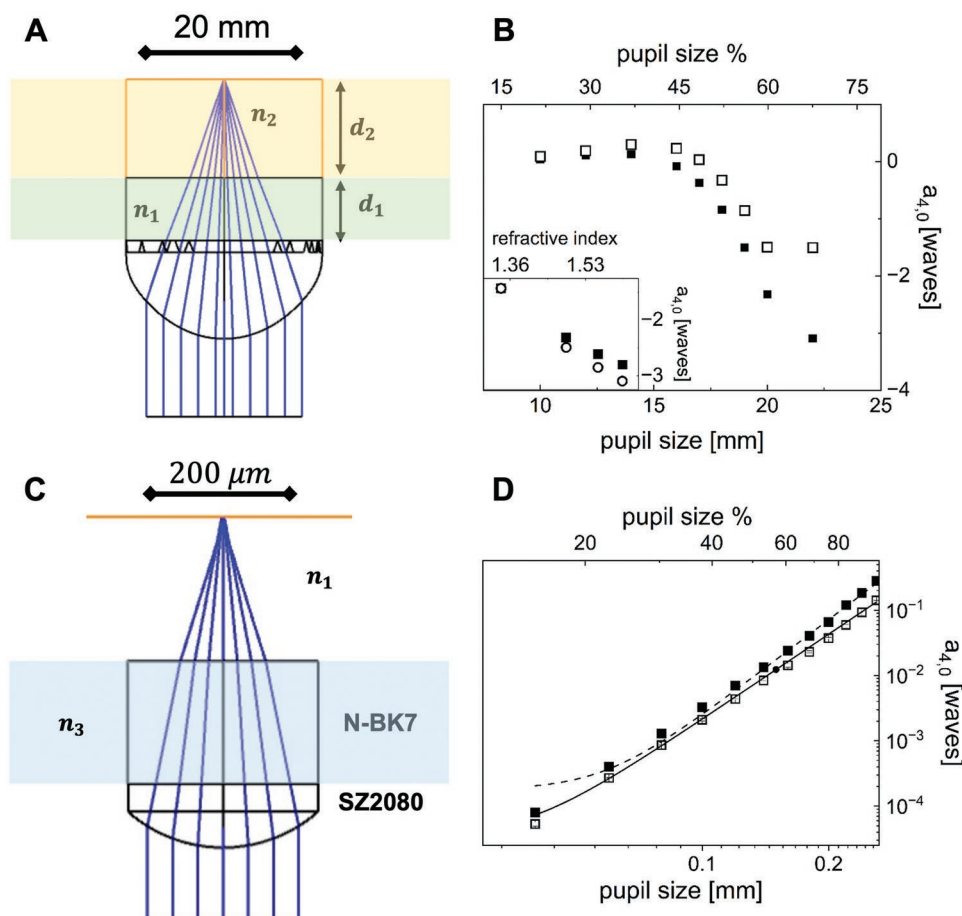 A
20 mm
n₂
d₂
n₁
d₁
B
pupil size %
15 30 45 60 75
0
−2
−4
a₄,₀ [waves]
refractive index
1.36 1.53
−2
−3
a₄,₀ [waves]
10 15 20 25
pupil size [mm]
C
200 μm
n₁
n₃
N-BK7
SZ2080
D
pupil size %
20 40 60 80
10⁻¹
10⁻²
10⁻³
10⁻⁴
a₄,₀ [waves]
0.1 0.2
pupil size [mm]